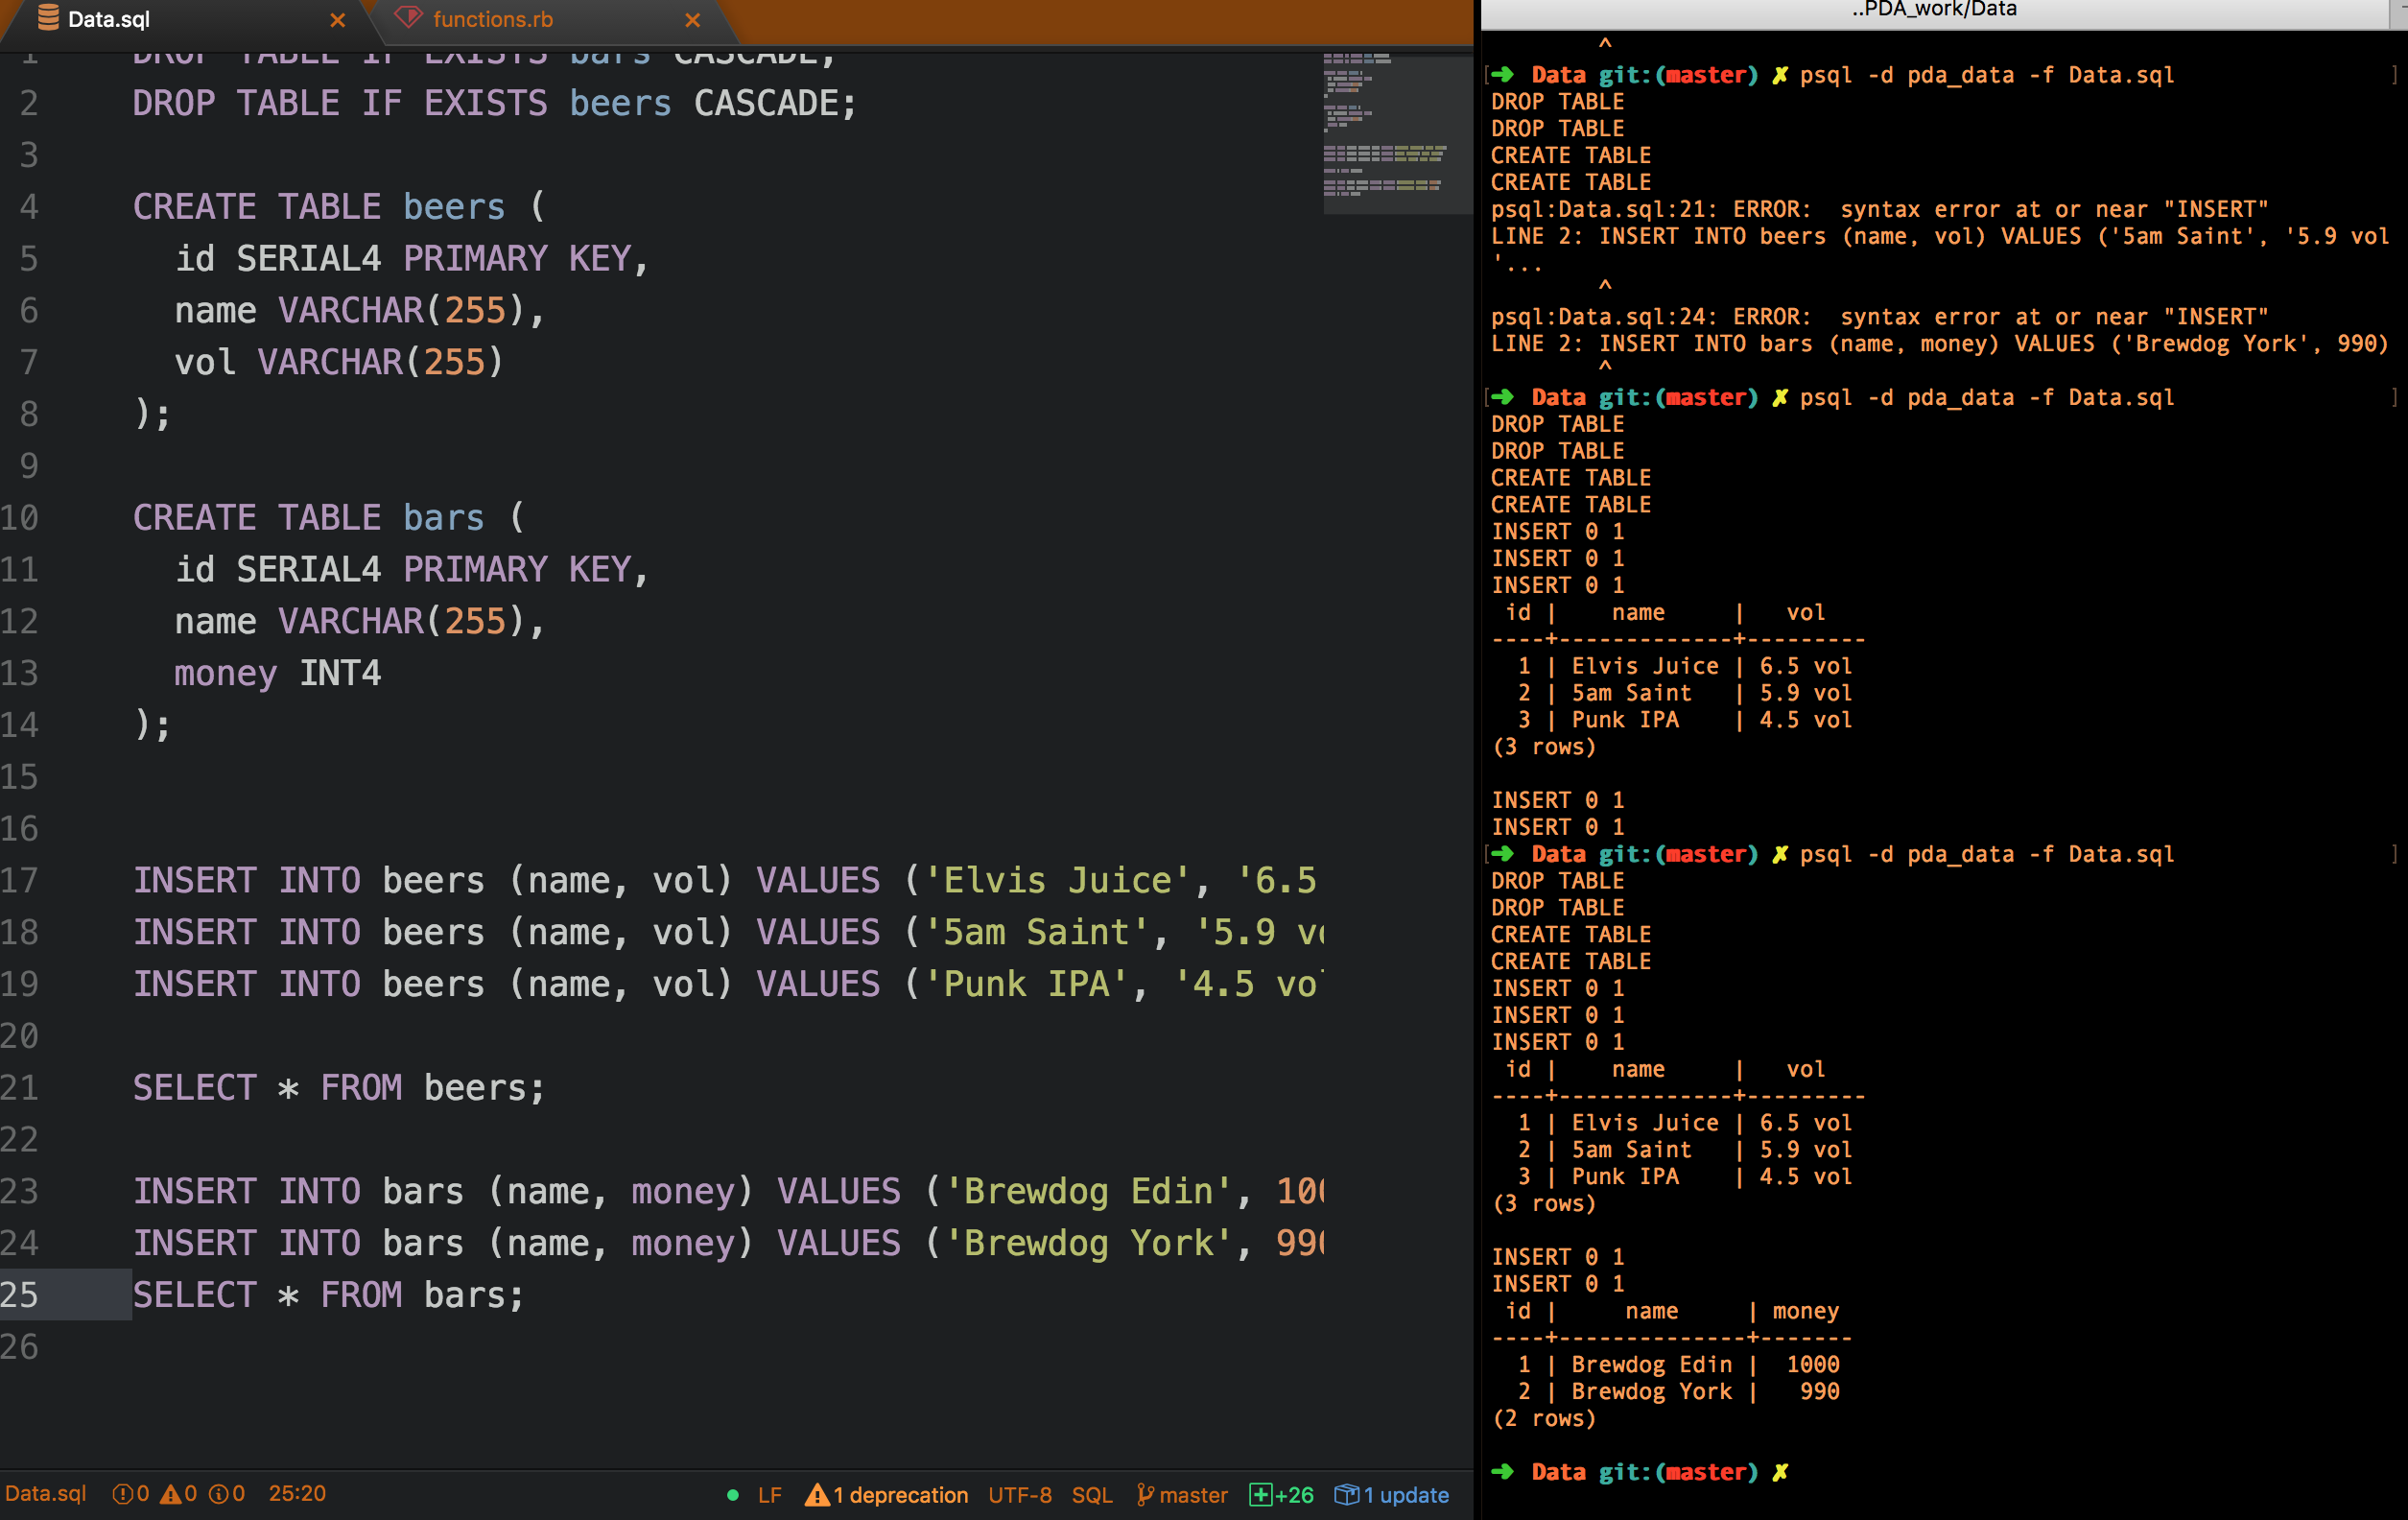 Data.sql
functions.rb
1 DROP TABLE IF EXISTS bars CASCADE;
2 DROP TABLE IF EXISTS beers CASCADE;
3
4 CREATE TABLE beers (
5 id SERIAL4 PRIMARY KEY,
6 name VARCHAR(255),
7 vol VARCHAR(255)
8 );
9
10 CREATE TABLE bars (
11 id SERIAL4 PRIMARY KEY,
12 name VARCHAR(255),
13 money INT4
14 );
15
16
17 INSERT INTO beers (name, vol) VALUES ('Elvis Juice', '6.5
18 INSERT INTO beers (name, vol) VALUES ('5am Saint', '5.9 vo
19 INSERT INTO beers (name, vol) VALUES ('Punk IPA', '4.5 vo
20
21 SELECT * FROM beers;
22
23 INSERT INTO bars (name, money) VALUES ('Brewdog Edin', 100
24 INSERT INTO bars (name, money) VALUES ('Brewdog York', 990
25 SELECT * FROM bars;
26
Data.sql 0 0 0 25:20 LF 1 deprecation UTF-8 SQL master +26 1 update
..PDA_work/Data
^
[➜ Data git:(master) ✗ psql -d pda_data -f Data.sql ]
DROP TABLE
DROP TABLE
CREATE TABLE
CREATE TABLE
psql:Data.sql:21: ERROR:  syntax error at or near "INSERT"
LINE 2: INSERT INTO beers (name, vol) VALUES ('5am Saint', '5.9 vol
'...
^
psql:Data.sql:24: ERROR:  syntax error at or near "INSERT"
LINE 2: INSERT INTO bars (name, money) VALUES ('Brewdog York', 990)
^
[➜ Data git:(master) ✗ psql -d pda_data -f Data.sql ]
DROP TABLE
DROP TABLE
CREATE TABLE
CREATE TABLE
INSERT 0 1
INSERT 0 1
INSERT 0 1
 id |    name     |   vol
----+-------------+---------
  1 | Elvis Juice | 6.5 vol
  2 | 5am Saint   | 5.9 vol
  3 | Punk IPA    | 4.5 vol
(3 rows)

INSERT 0 1
INSERT 0 1
[➜ Data git:(master) ✗ psql -d pda_data -f Data.sql ]
DROP TABLE
DROP TABLE
CREATE TABLE
CREATE TABLE
INSERT 0 1
INSERT 0 1
INSERT 0 1
 id |    name     |   vol
----+-------------+---------
  1 | Elvis Juice | 6.5 vol
  2 | 5am Saint   | 5.9 vol
  3 | Punk IPA    | 4.5 vol
(3 rows)

INSERT 0 1
INSERT 0 1
 id |     name     | money
----+--------------+-------
  1 | Brewdog Edin |  1000
  2 | Brewdog York |   990
(2 rows)

➜ Data git:(master) ✗